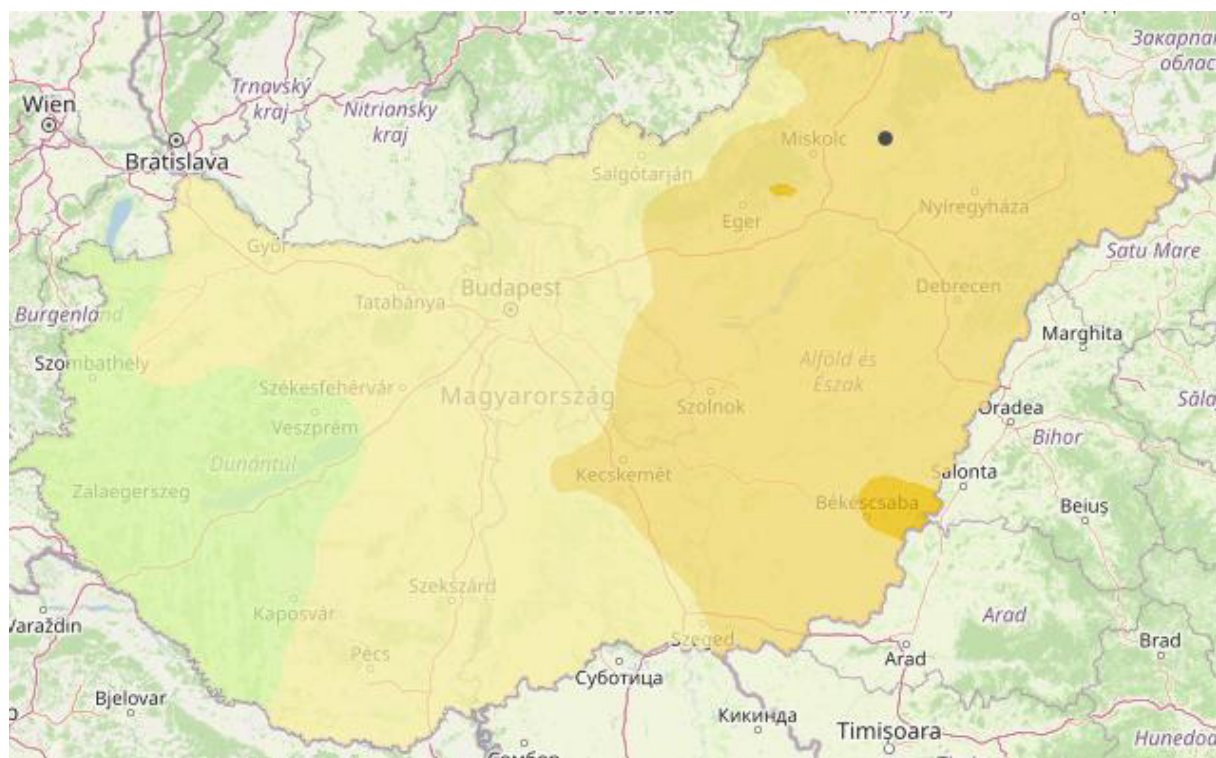 Trnavský
kraj
Nitriansky
kraj
Закарпа
облас
Wien
Bratislava
Miskolc
Salgótarján
Eger
Nyíregyháza
Győr
Satu Mare
Tatabánya
Budapest
Debrecen
Burgenland
Marghita
Szombathely
Székesfehérvár
Magyarország
Alföld és
Észak
Szolnok
Oradea
Veszprém
Bihor
Dunántúl
Kecskemét
Salonta
Zalaegerszeg
Békéscsaba
Beiuș
Szekszárd
Kaposvár
Arad
Varaždin
Szeged
Pécs
Arad
Brad
Суботица
Bjelovar
Кикинда
Timișoara
Hunedoa